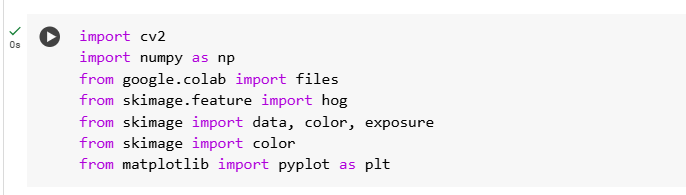 import cv2
0s
import numpy as np
from google.colab import files
from skimage.feature import hog
from skimage import data, color, exposure
from skimage import color
from matplotlib import pyplot as plt